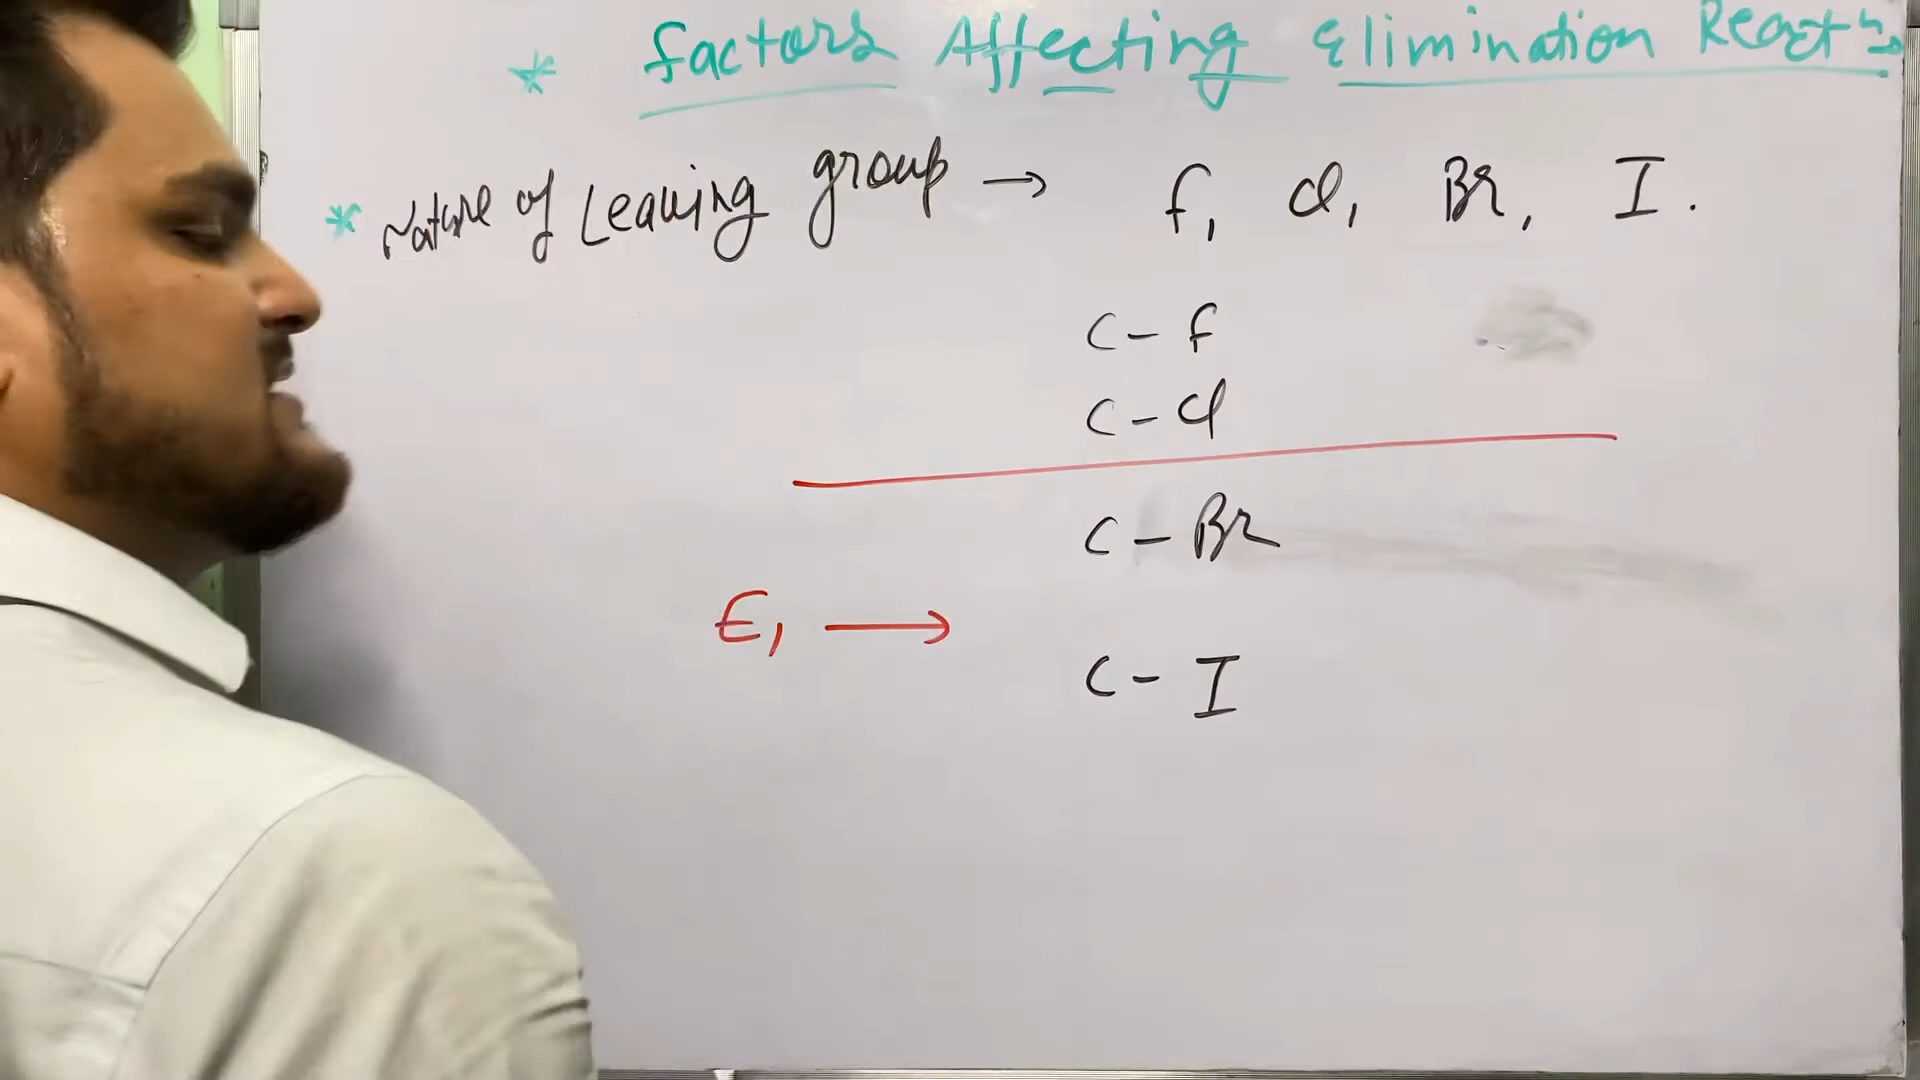 * Factors Affecting Elimination Reactn→
* Nature of Leaving group → F, Cl, Br, I.
C - F
C - Cl
C - Br
E1 →
C - I